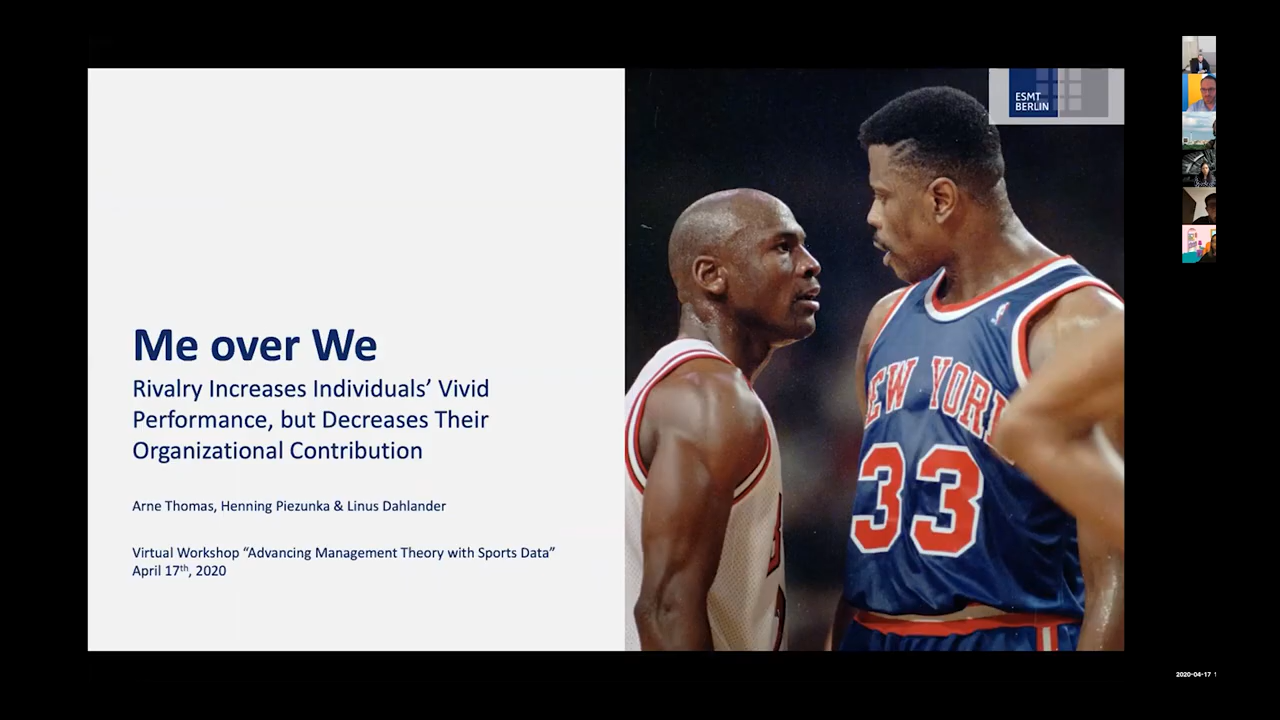 ESMT
BERLIN
Me over We
Rivalry Increases Individuals’ Vivid
Performance, but Decreases Their
Organizational Contribution
Arne Thomas, Henning Piezunka & Linus Dahlander
Virtual Workshop “Advancing Management Theory with Sports Data”
April 17th, 2020
NEW YORK
33
2020-04-17 1